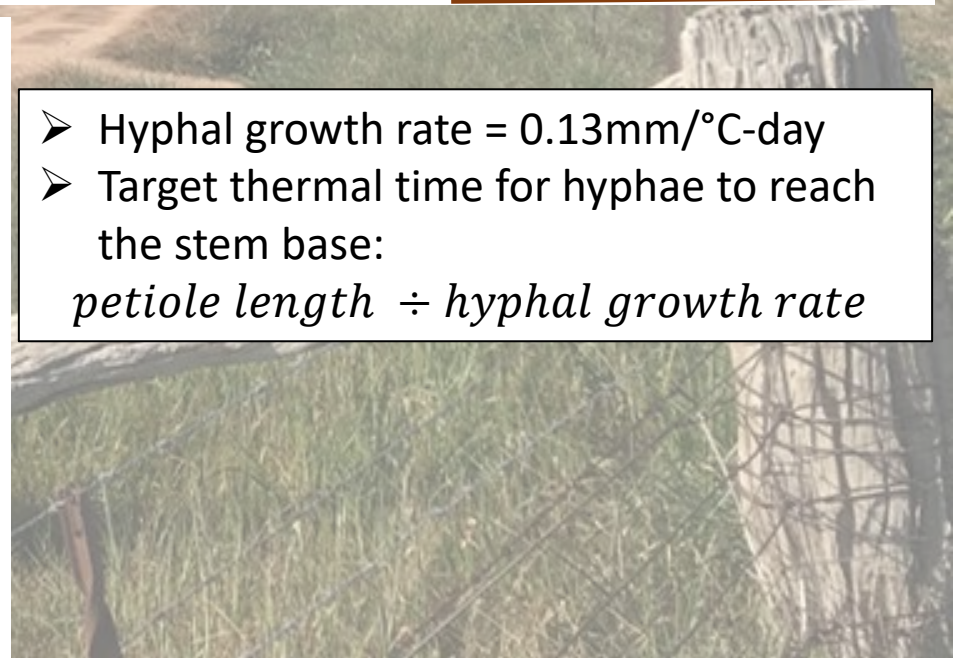 ➢ Hyphal growth rate = 0.13mm/°C-day
➢ Target thermal time for hyphae to reach
the stem base:
petiole length ÷ hyphal growth rate